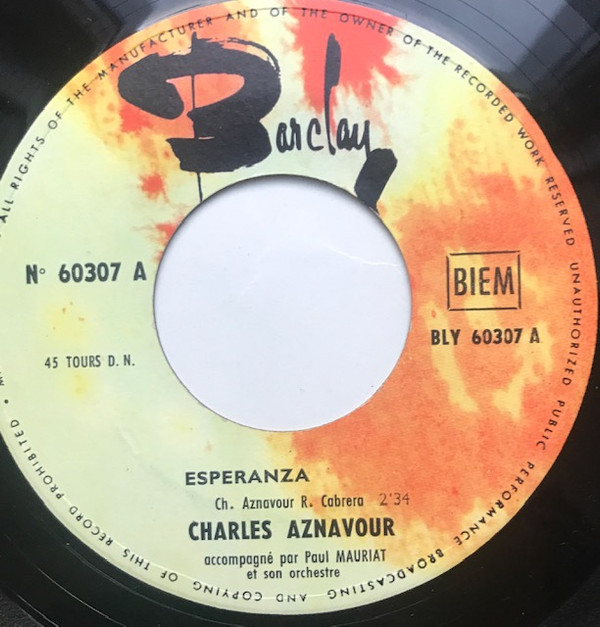 ALL RIGHTS OF THE MANUFACTURER AND OF THE OWNER OF THE RECORDED WORK RESERVED UNAUTHORIZED PUBLIC PERFORMANCE BROADCASTING AND COPYING OF THIS RECORD PROHIBITED •
Barclay
N° 60307 A
BIEM
BLY 60307 A
45 TOURS D. N.
ESPERANZA
Ch. Aznavour R. Cabrera 2'34
CHARLES AZNAVOUR
accompagné par Paul MAURIAT
et son orchestre